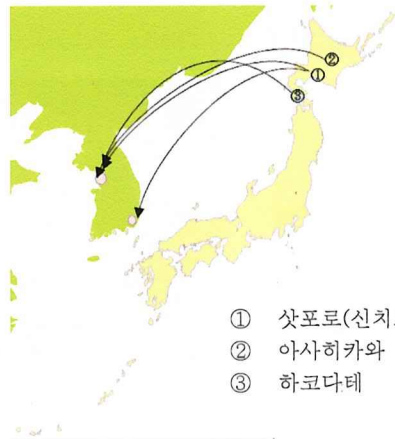 ②
①
③
① 삿포로(신치
② 아사히카와
③ 하코다테